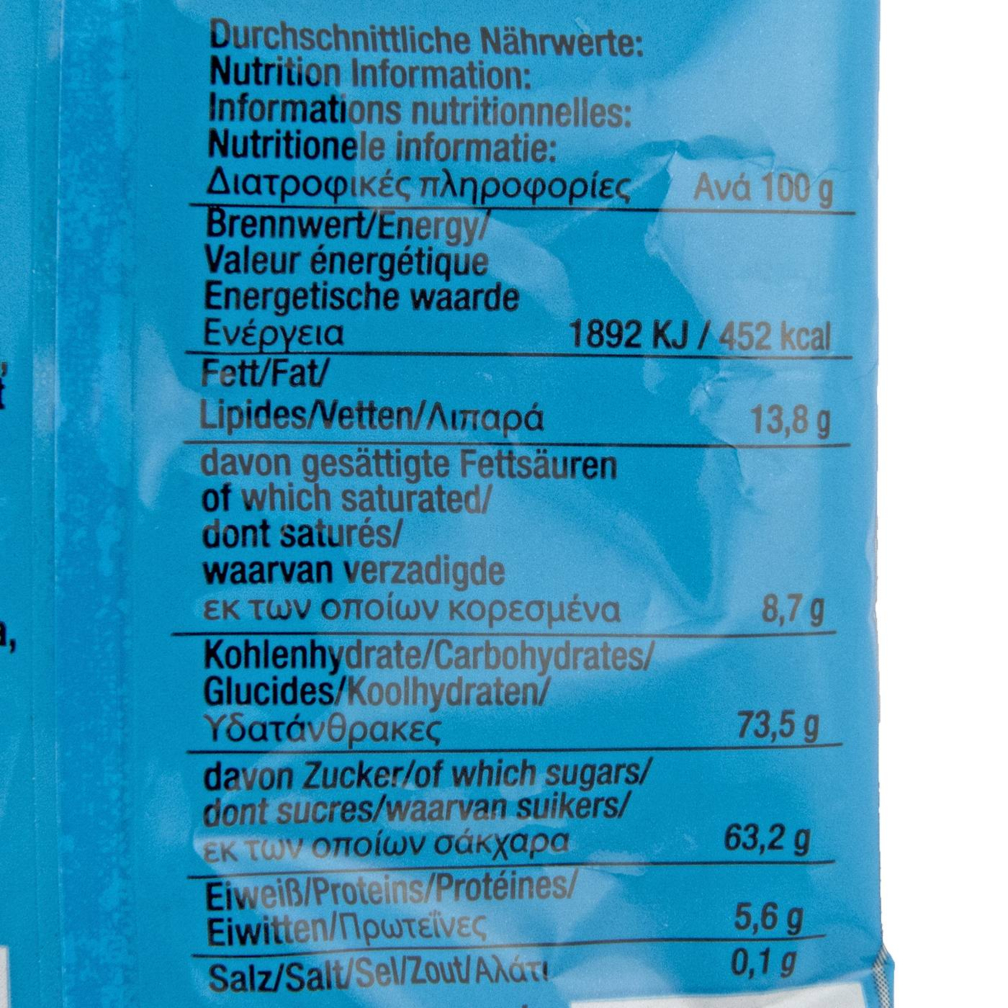 Durchschnittliche Nährwerte:
Nutrition Information:
Informations nutritionnelles:
Nutritionele informatie:
Διατροφικές πληροφορίες Ανά 100 g
Brennwert/Energy/
Valeur énergétique
Energetische waarde
Ενέργεια 1892 KJ / 452 kcal
Fett/Fat/
Lipides/Vetten/Λιπαρά 13,8 g
davon gesättigte Fettsäuren
of which saturated/
dont saturés/
waarvan verzadigde
εκ των οποίων κορεσμένα 8,7 g
Kohlenhydrate/Carbohydrates/
Glucides/Koolhydraten/
Υδατάνθρακες 73,5 g
davon Zucker/of which sugars/
dont sucres/waarvan suikers/
εκ των οποίων σάκχαρα 63,2 g
Eiweiß/Proteins/Protéines/
Eiwitten/Πρωτεΐνες 5,6 g
Salz/Salt/Sel/Zout/Αλάτι 0,1 g